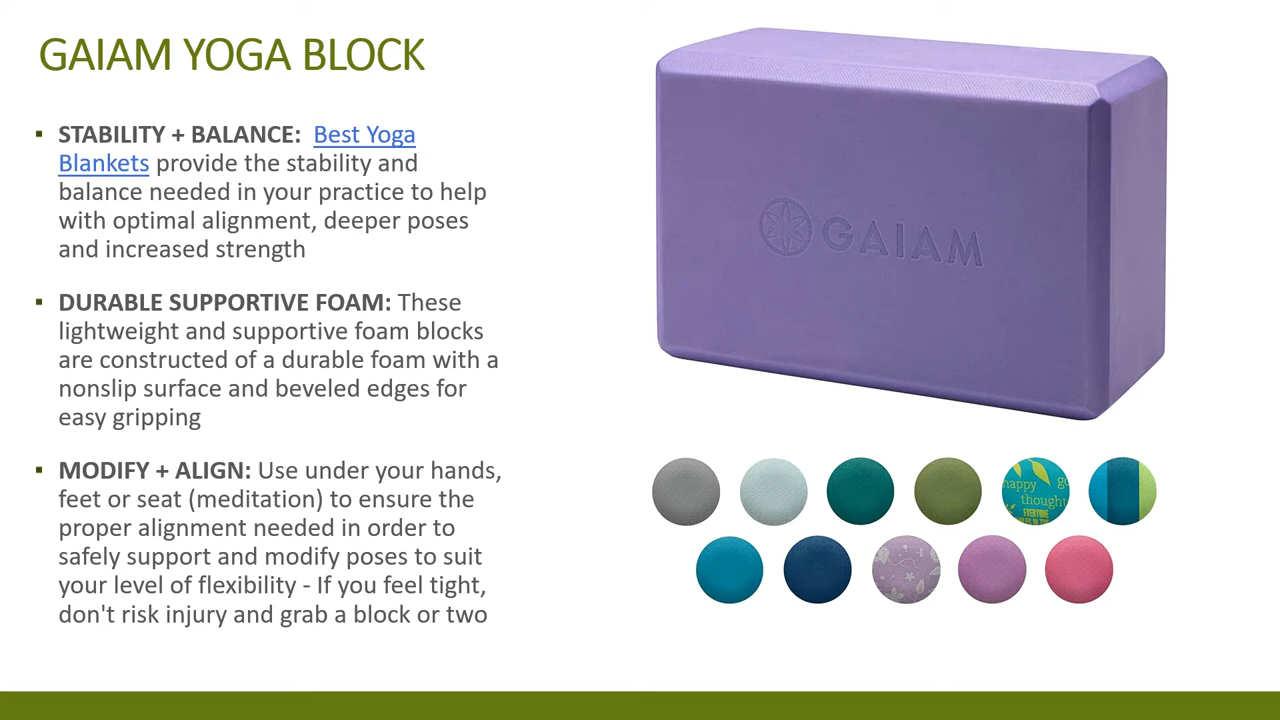 GAIAM YOGA BLOCK
▪ STABILITY + BALANCE:  Best Yoga
Blankets provide the stability and
balance needed in your practice to help
with optimal alignment, deeper poses
and increased strength
▪ DURABLE SUPPORTIVE FOAM: These
lightweight and supportive foam blocks
are constructed of a durable foam with a
nonslip surface and beveled edges for
easy gripping
▪ MODIFY + ALIGN: Use under your hands,
feet or seat (meditation) to ensure the
proper alignment needed in order to
safely support and modify poses to suit
your level of flexibility - If you feel tight,
don't risk injury and grab a block or two
GAIAM
happy
thought
EVERYONE